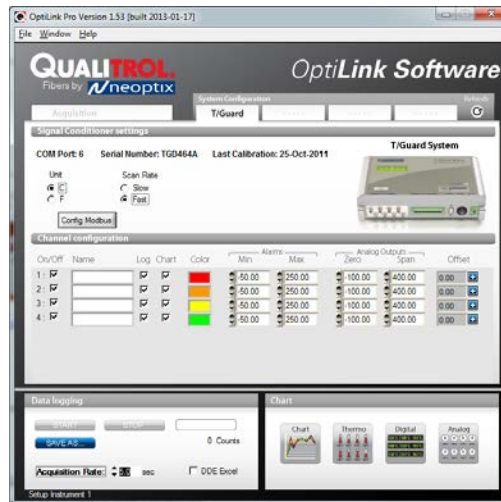 OptiLink Pro Version 1.53 [built 2013-01-17]
File Window Help
QUALITROL.
Fibers by neoptix
OptiLink Software
Acquisition
System Configuration
T/Guard
Refresh
Signal Conditioner settings
COM Port: 6 Serial Number: TGD464A Last Calibration: 25-Oct-2011
T/Guard System
Unit
C
F
Scan Rate
Slow
Fast
Config Modbus
Channel configuration
Alarms Analog Outputs
On/Off Name Log Chart Color Min Max Zero Span Offset
1: -50.00 250.00 -100.00 400.00 0.00
2: -50.00 250.00 -100.00 400.00 0.00
3: -50.00 250.00 -100.00 400.00 0.00
4: -50.00 250.00 -100.00 400.00 0.00
Data logging
START STOP
SAVE AS...
0 Counts
Acquisition Rate: sec
DDE Excel
Chart
Chart Thermo Digital Analog
Setup Instrument 1